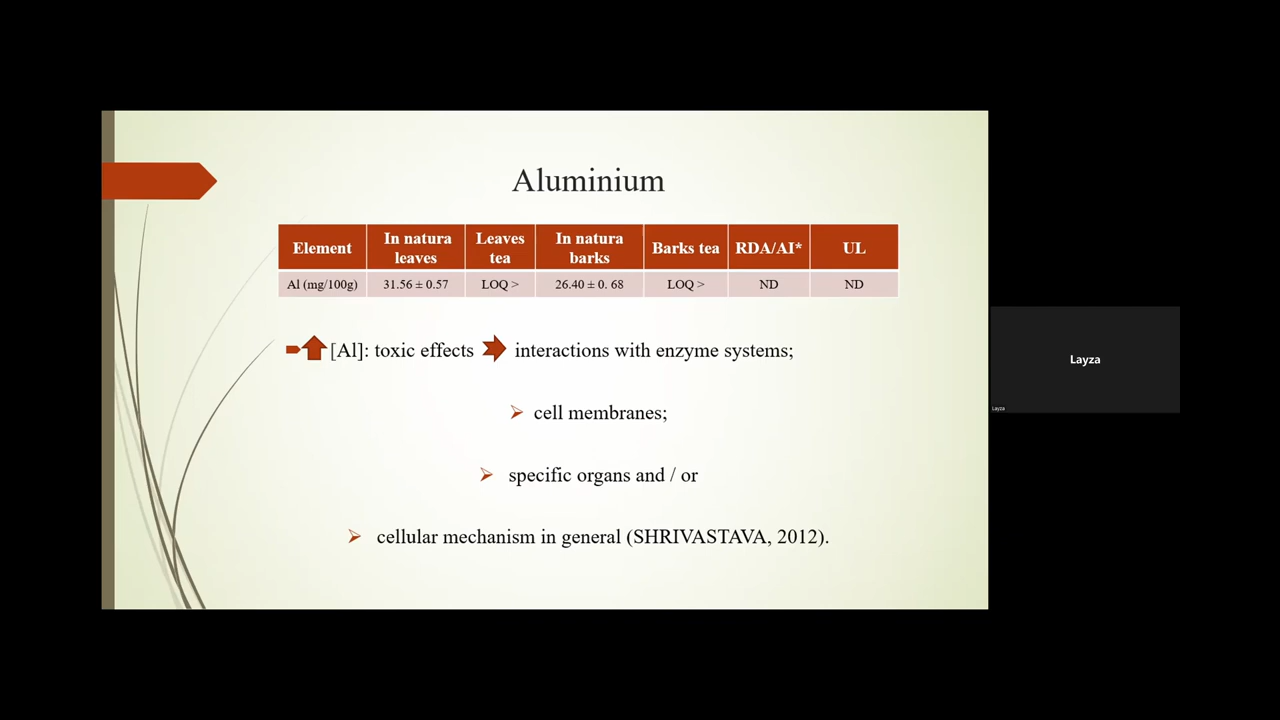 Aluminium
Element In natura leaves Leaves tea In natura barks Barks tea RDA/AI* UL
Al (mg/100g) 31.56 ± 0.57 LOQ > 26.40 ± 0. 68 LOQ > ND ND
[Al]: toxic effects interactions with enzyme systems;
cell membranes;
specific organs and / or
cellular mechanism in general (SHRIVASTAVA, 2012).
Layza
Layza